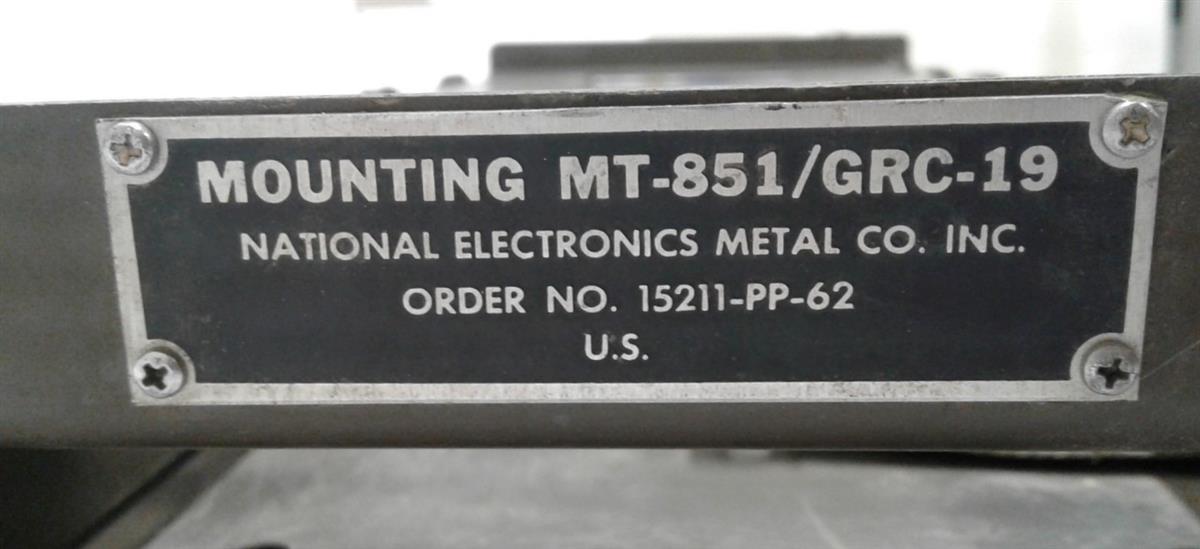 MOUNTING MT-851/GRC-19
NATIONAL ELECTRONICS METAL CO. INC.
ORDER NO. 15211-PP-62
U.S.